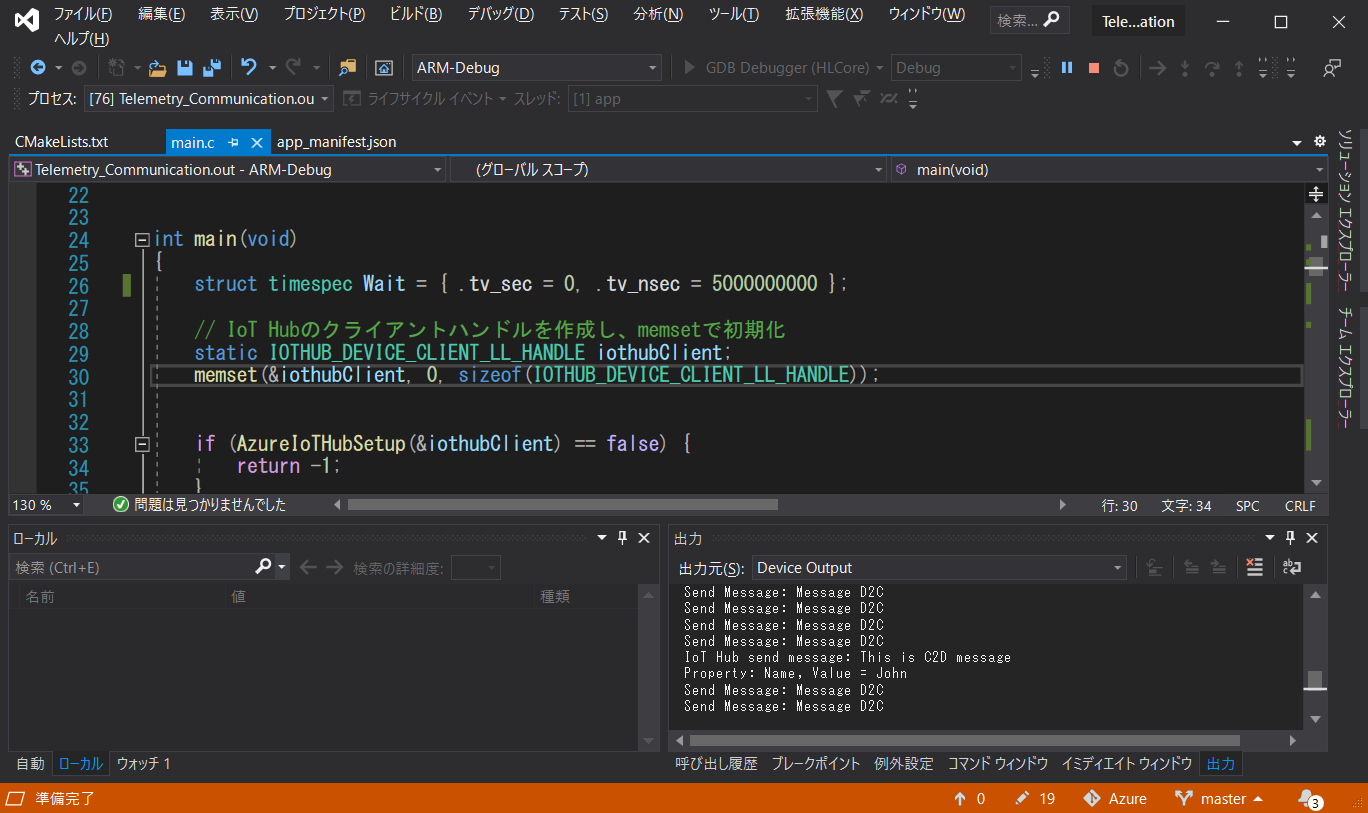 ファイル(F) 編集(E) 表示(V) プロジェクト(P) ビルド(B) デバッグ(D) テスト(S) 分析(N) ツール(T) 拡張機能(X) ウィンドウ(W) 検索... Tele...ation
ヘルプ(H)
ARM-Debug GDB Debugger (HLCore) Debug
プロセス: [76] Telemetry_Communication.ou ライフサイクル イベント スレッド: [1] app
CMakeLists.txt main.c app_manifest.json
Telemetry_Communication.out - ARM-Debug (グローバル スコープ) main(void)
22
23
24 int main(void)
25 {
26 struct timespec Wait = { .tv_sec = 0, .tv_nsec = 5000000000 };
27
28 // IoT Hubのクライアントハンドルを作成し、memsetで初期化
29 static IOTHUB_DEVICE_CLIENT_LL_HANDLE iothubClient;
30 memset(&iothubClient, 0, sizeof(IOTHUB_DEVICE_CLIENT_LL_HANDLE));
31
32
33 if (AzureIoTHubSetup(&iothubClient) == false) {
34 return -1;
35 }
130 % 問題は見つかりませんでした 行: 30 文字: 34 SPC CRLF
ソリューション エクスプローラー
チーム エクスプローラー
ローカル
検索 (Ctrl+E) 検索の詳細度:
名前 値 種類
自動 ローカル ウォッチ 1
出力
出力元(S): Device Output
Send Message: Message D2C
Send Message: Message D2C
Send Message: Message D2C
Send Message: Message D2C
IoT Hub send message: This is C2D message
Property: Name, Value = John
Send Message: Message D2C
Send Message: Message D2C
呼び出し履歴 ブレークポイント 例外設定 コマンド ウィンドウ イミディエイト ウィンドウ 出力
準備完了 0 19 Azure master 3